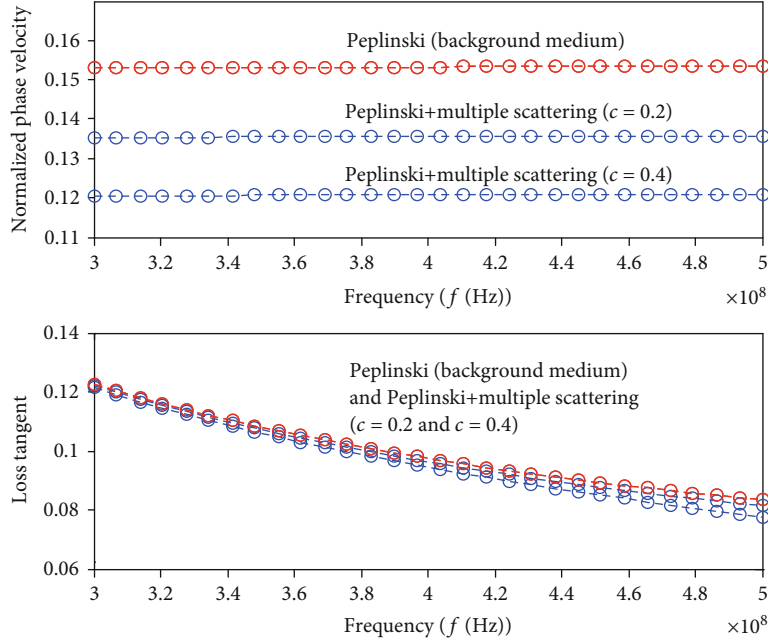 Normalized phase velocity
0.16
0.15
0.14
0.13
0.12
0.11
Peplinski (background medium)
Peplinski+multiple scattering (c = 0.2)
Peplinski+multiple scattering (c = 0.4)
3 3.2 3.4 3.6 3.8 4 4.2 4.4 4.6 4.8 5
Frequency (f (Hz)) ×10⁸
Loss tangent
0.14
0.12
0.1
0.08
0.06
Peplinski (background medium)
and Peplinski+multiple scattering
(c = 0.2 and c = 0.4)
3 3.2 3.4 3.6 3.8 4 4.2 4.4 4.6 4.8 5
Frequency (f (Hz)) ×10⁸